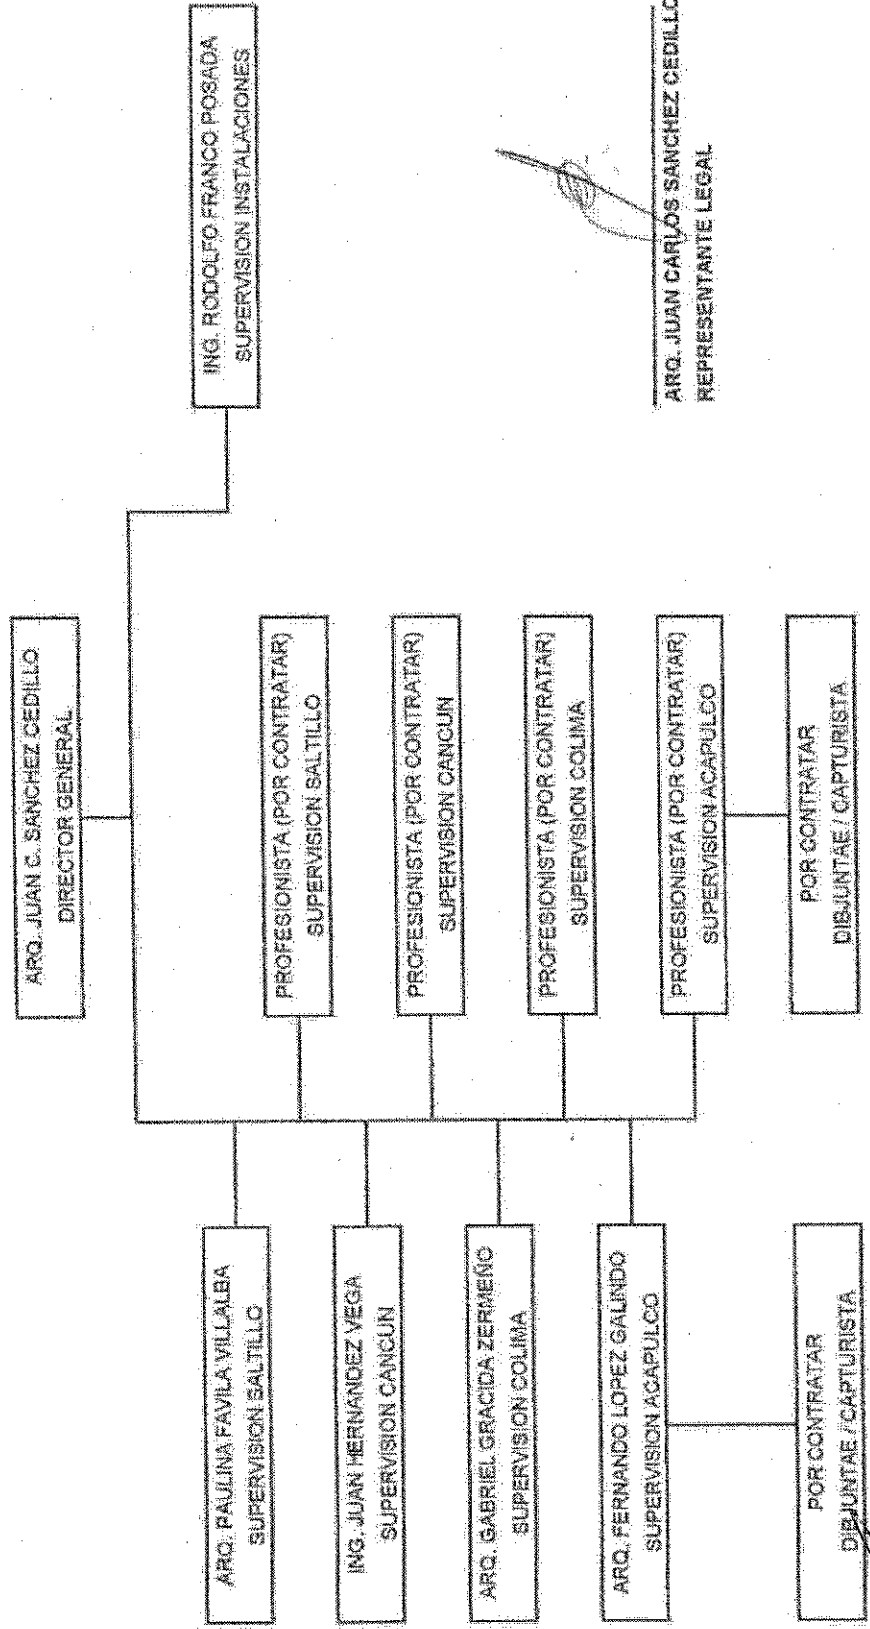 ARQ. JUAN C. SANCHEZ CEDILLO
DIRECTOR GENERAL
ING. RODOLFO FRANCO POSADA
SUPERVISION INSTALACIONES
ARQ. PAULINA FAVILA VILLALBA
SUPERVISION SALTILLO
PROFESIONISTA (POR CONTRATAR)
SUPERVISION SALTILLO
ING. JUAN HERNANDEZ VEGA
SUPERVISION CANCUN
PROFESIONISTA (POR CONTRATAR)
SUPERVISION CANCUN
ARQ. GABRIEL GRACIDA ZERMEÑO
SUPERVISION COLIMA
PROFESIONISTA (POR CONTRATAR)
SUPERVISION COLIMA
ARQ. FERNANDO LOPEZ GALINDO
SUPERVISION ACAPULCO
PROFESIONISTA (POR CONTRATAR)
SUPERVISION ACAPULCO
POR CONTRATAR
DIBJUNTAE / CAPTURISTA
POR CONTRATAR
DIBJUNTAE / CAPTURISTA
ARQ. JUAN CARLOS SANCHEZ CEDILLO
REPRESENTANTE LEGAL